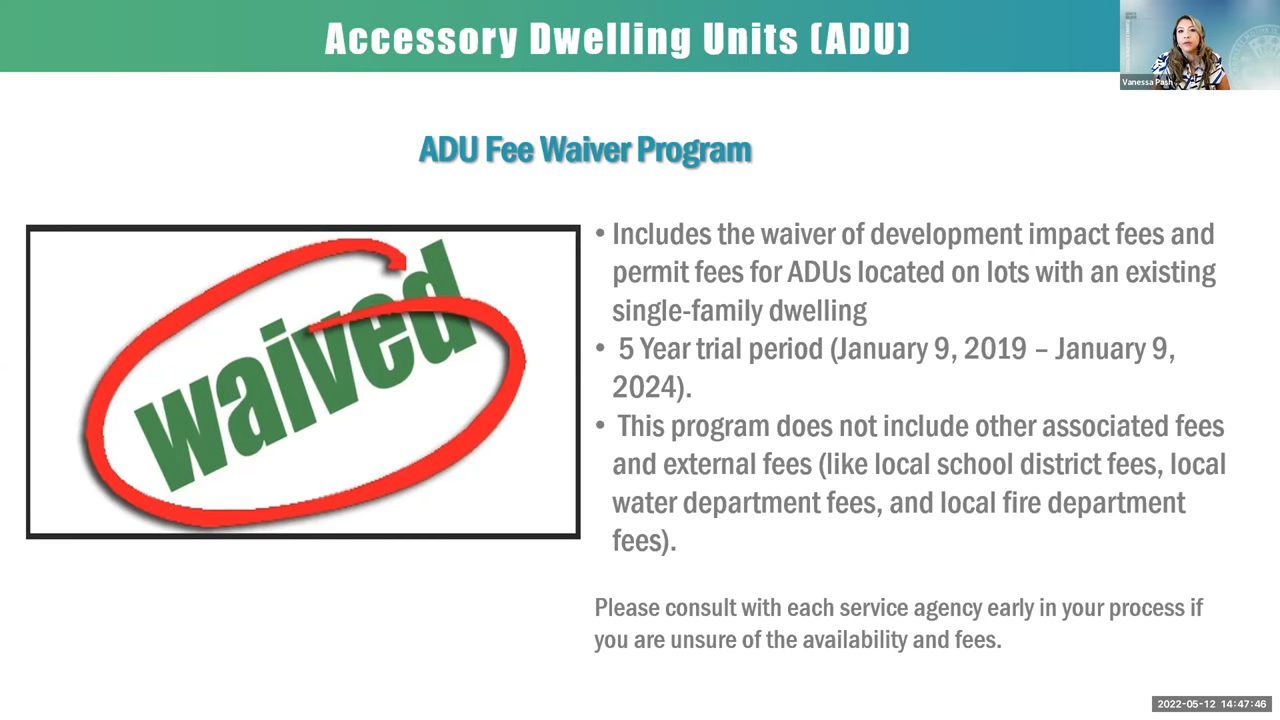 Accessory Dwelling Units (ADU)
Vanessa Pash
ADU Fee Waiver Program
waived
• Includes the waiver of development impact fees and
permit fees for ADUs located on lots with an existing
single-family dwelling
• 5 Year trial period (January 9, 2019 – January 9,
2024).
• This program does not include other associated fees
and external fees (like local school district fees, local
water department fees, and local fire department
fees).
Please consult with each service agency early in your process if
you are unsure of the availability and fees.
2022-05-12 14:47:46